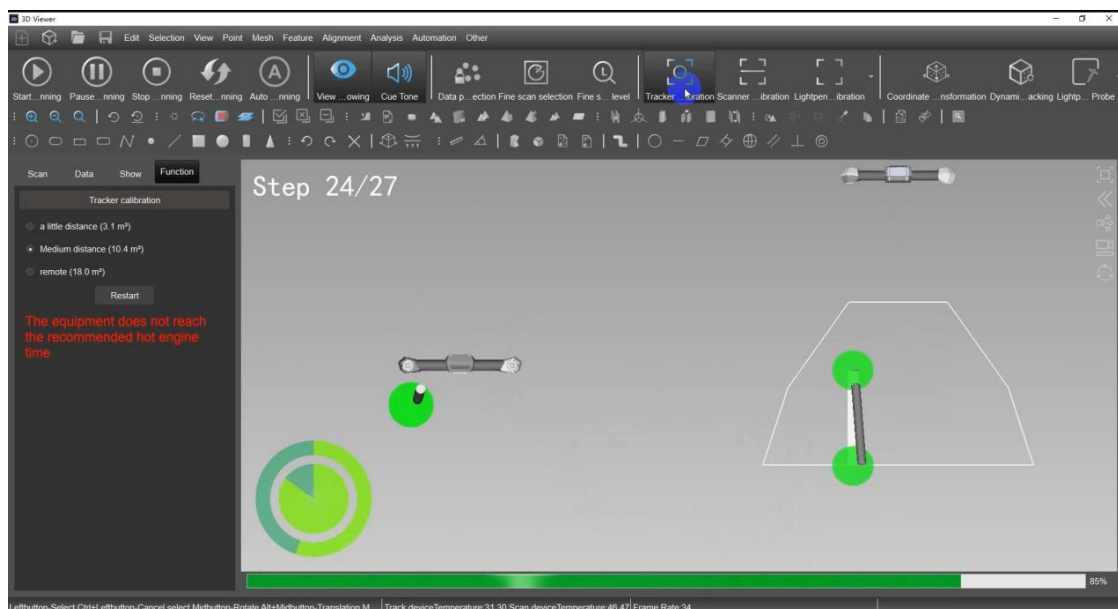 3D Viewer
Edit Selection View Point Mesh Feature Alignment Analysis Automation Other
Start...nning Pause...nning Stop ...nning Reset...nning Auto ...nning View ...owing Cue Tone Data p...ection Fine scan selection Fine s... level Tracker ...bration Scanner ...ibration Lightpen...ibration Coordinate ...nsformation Dynami...acking Lightp... Probe
Scan Data Show Function
Tracker calibration
a little distance (3.1 m³)
Medium distance (10.4 m³)
remote (18.0 m³)
Restart
The equipment does not reach
the recommended hot engine
time
Step 24/27
85%
Leftbutton-Select Ctrl+Leftbutton-Cancel select Midbutton-Rotate Alt+Midbutton-Translation M... Track deviceTemperature:31.30 Scan deviceTemperature:46.47 Frame Rate:34